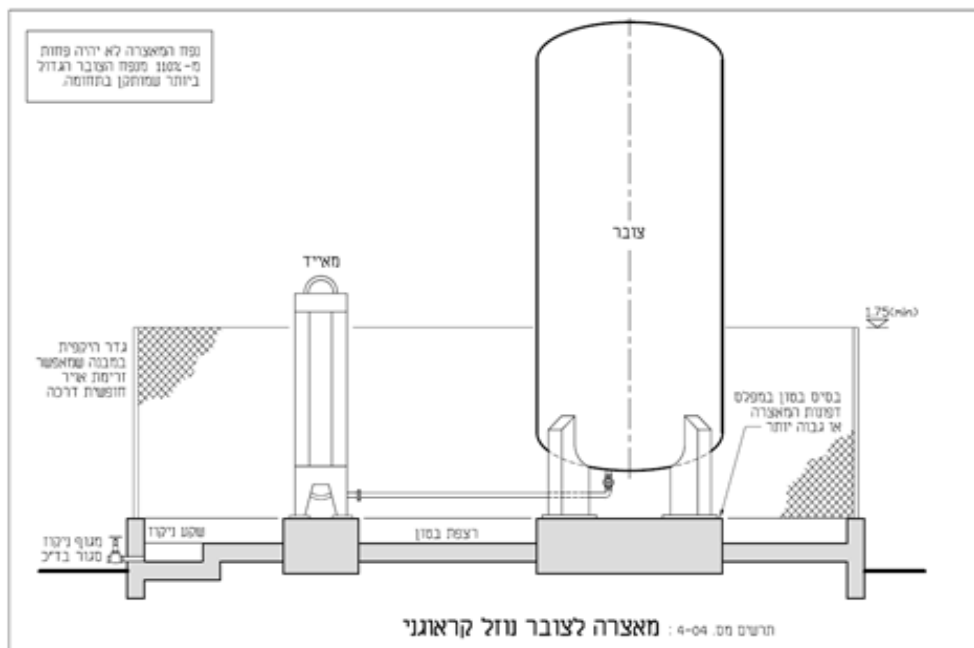 נפח המאצרה לא יהיה פחות
מ-110% מנפח הצובר הגדול
ביותר שמותקן בתחומה.
צובר
מאייד
1.75(min)
גדר היקפית
במבנה שמאפשר
זרימת אויר
חופשית דרכה
בסיס בטון במפלס
דפונות המאצרה
או גבוה יותר
שקע ניקוז
רצפת בטון
מגוף ניקוז
סגור בד"כ
תרשים מס. 4-04 : מאצרה לצובר נוזל קראוגני